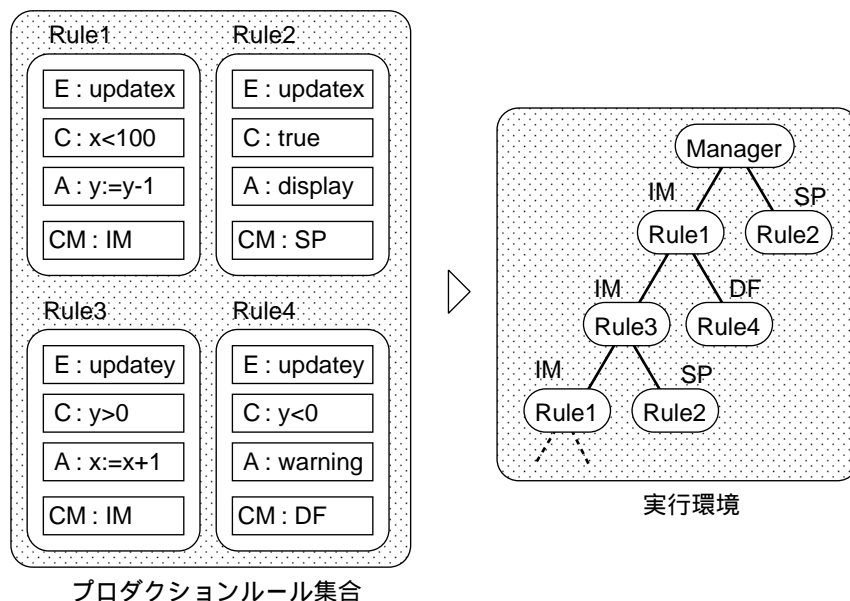 Rule1
E : updatex
C : x<100
A : y:=y-1
CM : IM
Rule2
E : updatex
C : true
A : display
CM : SP
Rule3
E : updatey
C : y>0
A : x:=x+1
CM : IM
Rule4
E : updatey
C : y<0
A : warning
CM : DF
プロダクションルール集合
Manager
IM
SP
Rule1
Rule2
IM
DF
Rule3
Rule4
IM
SP
Rule1
Rule2
実行環境